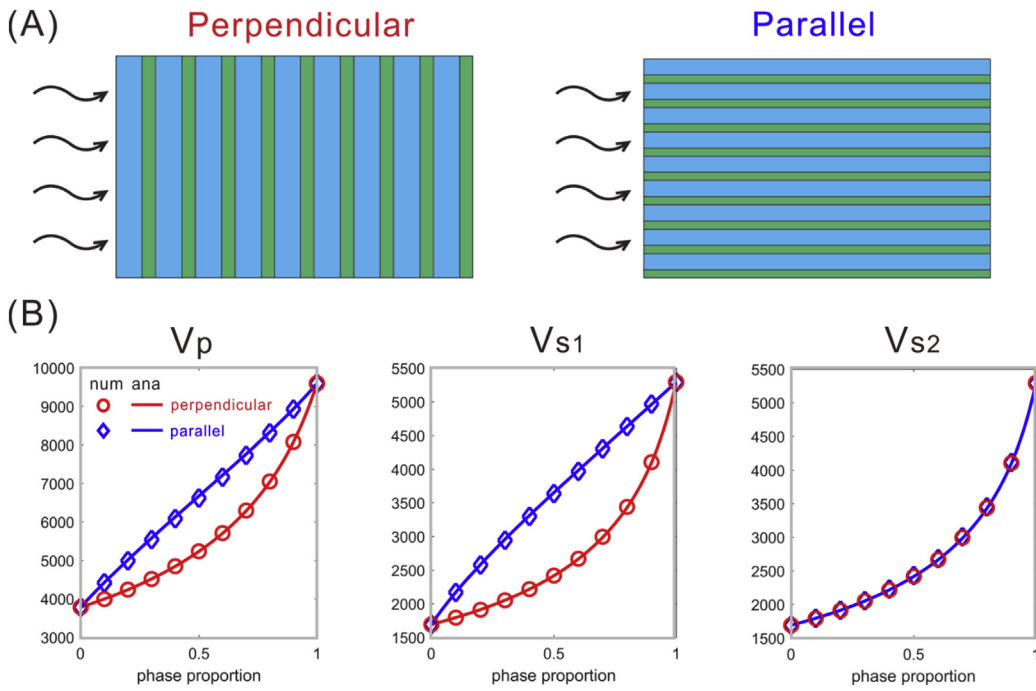 (A)
Perpendicular
Parallel
(B)
Vp
10000
9000
8000
7000
6000
5000
4000
3000
num ana
perpendicular
parallel
0
0.5
1
phase proportion
Vs1
5500
5000
4500
4000
3500
3000
2500
2000
1500
0
0.5
1
phase proportion
Vs2
5500
5000
4500
4000
3500
3000
2500
2000
1500
0
0.5
1
phase proportion